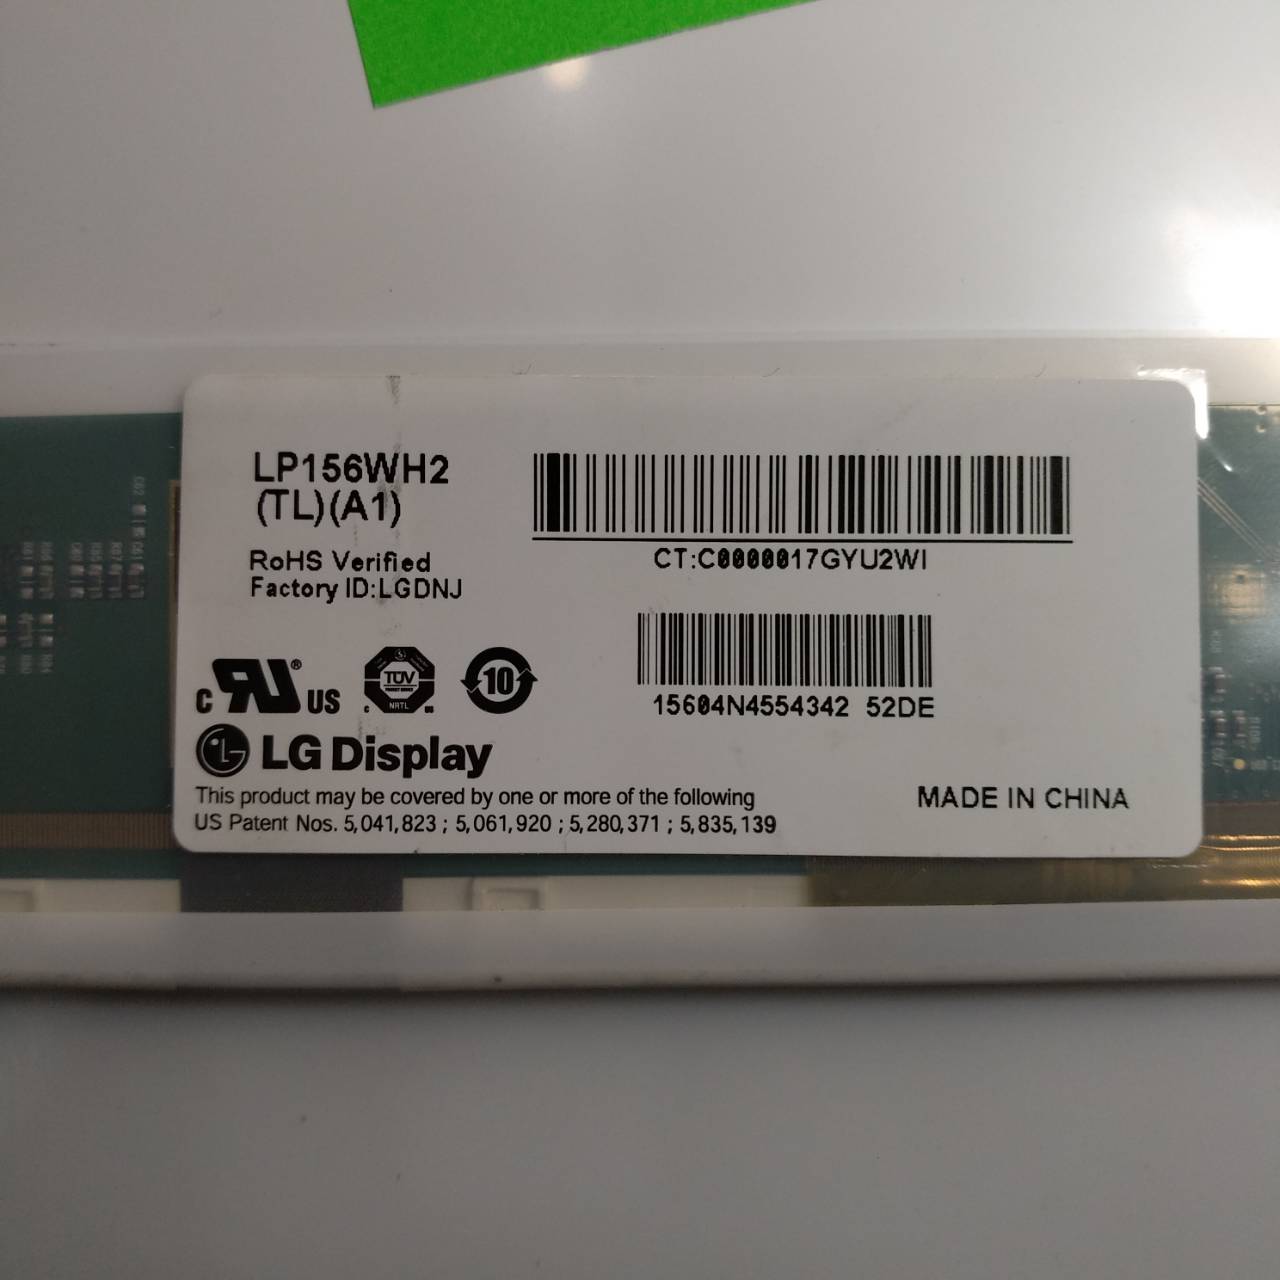 LP156WH2
(TL)(A1)
RoHS Verified
Factory ID:LGDNJ
CT:C0000017GYU2WI
15604N4554342 52DE
c RU ® US
TÜV
NRTL
10
LG Display
This product may be covered by one or more of the following
US Patent Nos. 5,041,823 ; 5,061,920 ; 5,280,371 ; 5,835,139
MADE IN CHINA